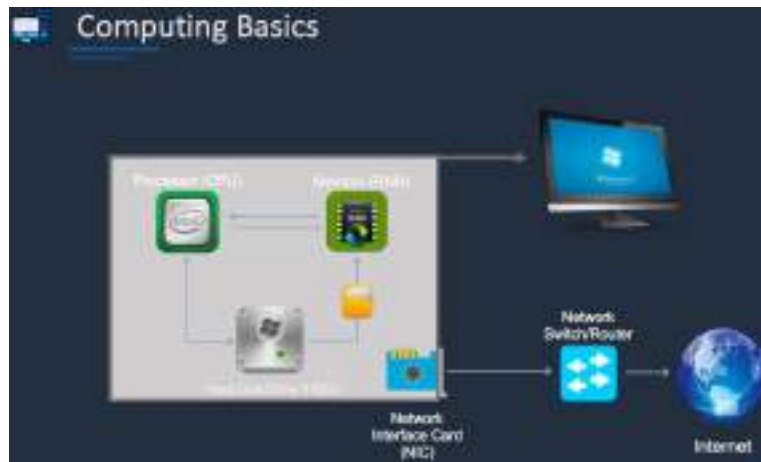 Computing Basics
Processor (CPU)
Memory (RAM)
Network
Switch/Router
Network
Interface Card
(NIC)
Internet